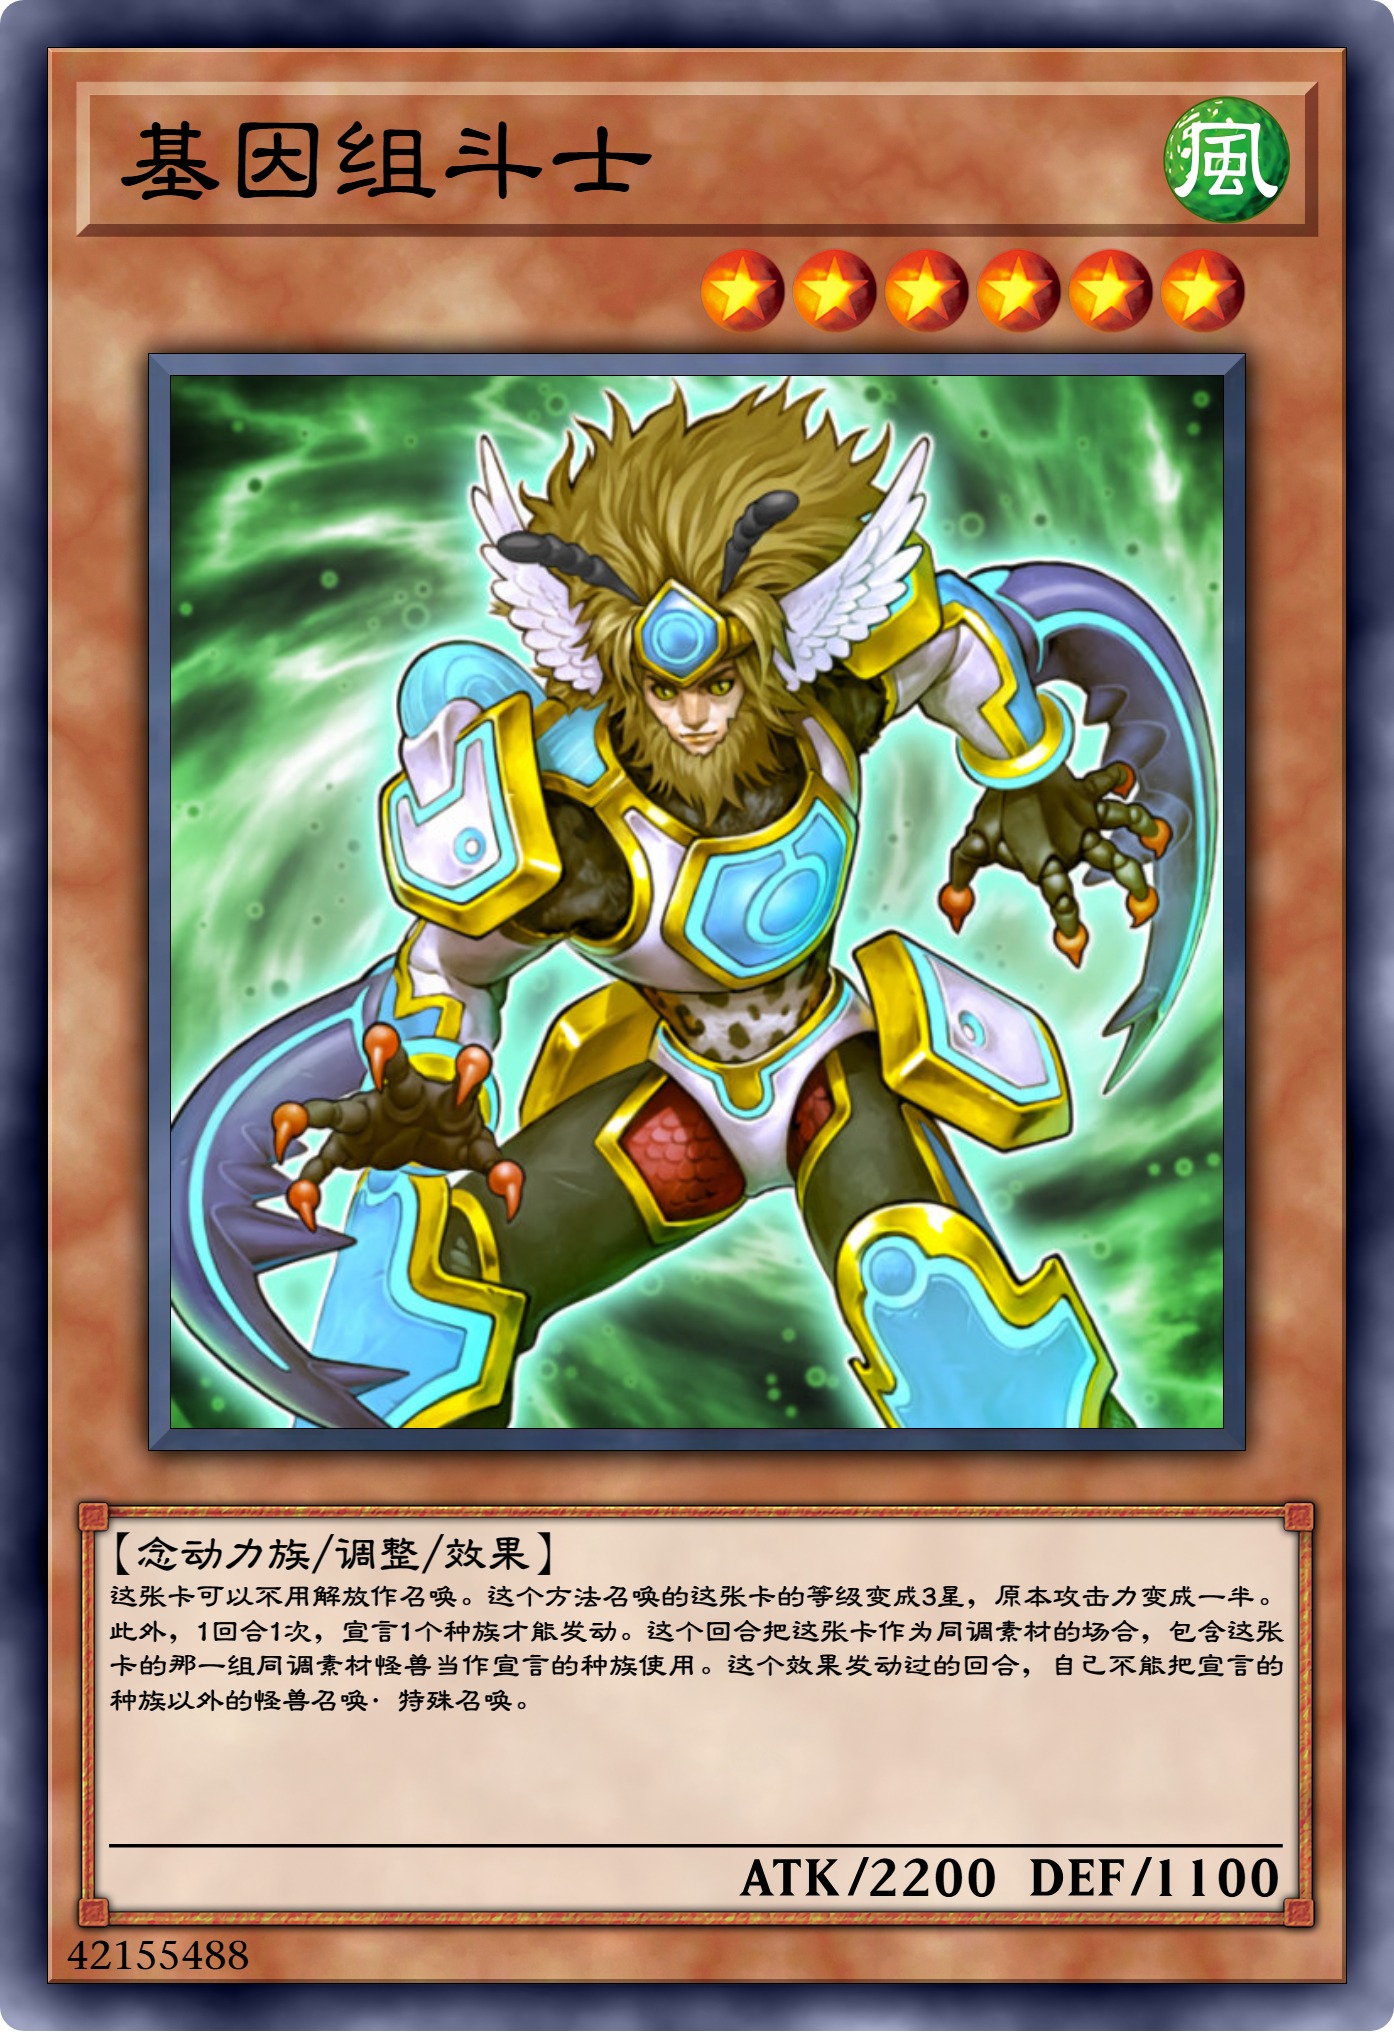 基因组斗士
風
【念动力族/调整/效果】
这张卡可以不用解放作召唤。这个方法召唤的这张卡的等级变成3星，原本攻击力变成一半。
此外，1回合1次，宣言1个种族才能发动。这个回合把这张卡作为同调素材的场合，包含这张
卡的那一组同调素材怪兽当作宣言的种族使用。这个效果发动过的回合，自己不能把宣言的
种族以外的怪兽召唤·特殊召唤。
ATK/2200 DEF/1100
42155488